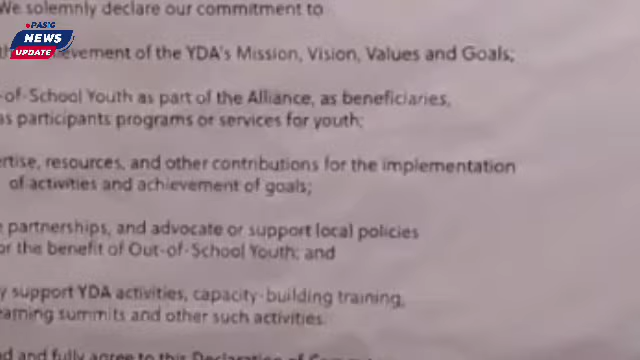 We solemnly declare our commitment to
PASIG
NEWS
UPDATE
evement of the YDA's Mission, Vision, Values and Goals;
-of-School Youth as part of the Alliance, as beneficiaries,
as participants programs or services for youth;
ertise, resources, and other contributions for the implementation
of activities and achievement of goals;
e partnerships, and advocate or support local policies
or the benefit of Out-of-School Youth; and
y support YDA activities, capacity-building training,
earning summits and other such activities.
d and fully agree to this Declaration of